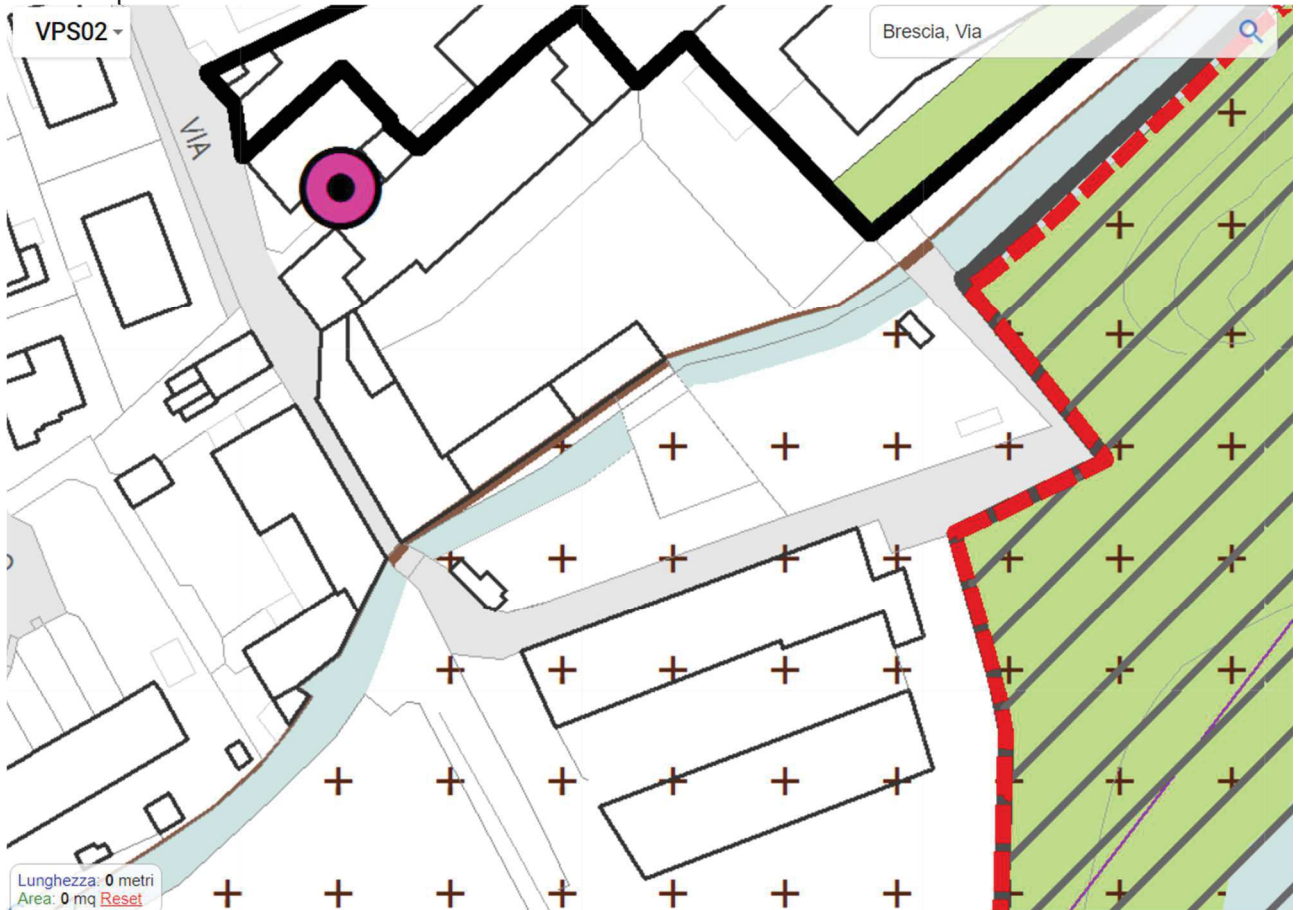 VPS02
Brescia, Via
VIA
Lunghezza: 0 metri
Area: 0 mq Reset